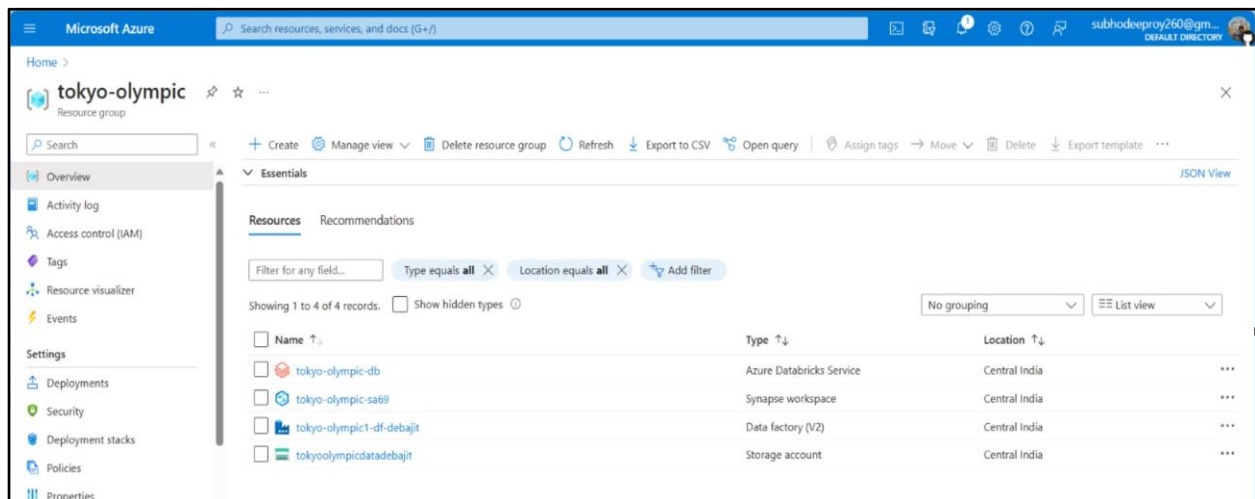 Microsoft Azure
Search resources, services, and docs (G+/)
1
subhodeeproy260@gm...
DEFAULT DIRECTORY
Home >
tokyo-olympic
Resource group
Search
Overview
Activity log
Access control (IAM)
Tags
Resource visualizer
Events
Settings
Deployments
Security
Deployment stacks
Policies
Properties
Create Manage view Delete resource group Refresh Export to CSV Open query Assign tags Move Delete Export template ...
Essentials JSON View
Resources Recommendations
Filter for any field... Type equals all Location equals all Add filter
Showing 1 to 4 of 4 records. Show hidden types No grouping List view
Name Type Location
tokyo-olympic-db Azure Databricks Service Central India
tokyo-olympic-sa69 Synapse workspace Central India
tokyo-olympic1-df-debajit Data factory (V2) Central India
tokyoolympicdatadebajit Storage account Central India